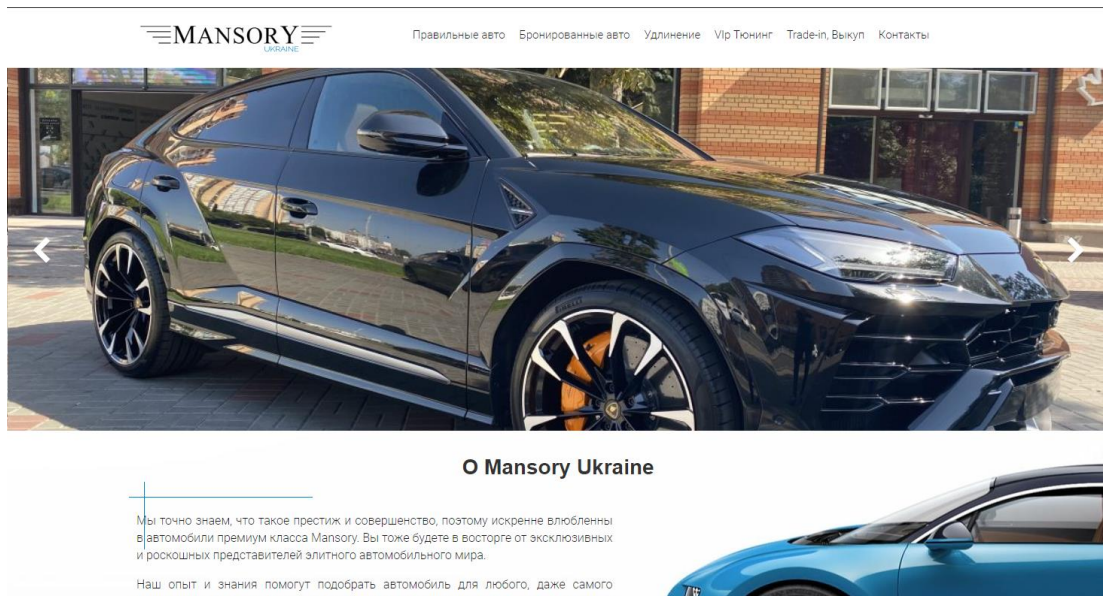 MANSORY
UKRAINE
Правильные авто Бронированные авто Удлинение VIp Тюнинг Trade-in, Выкуп Контакты
PIRELLI
О Mansory Ukraine
Мы точно знаем, что такое престиж и совершенство, поэтому искренне влюбленны
в автомобили премиум класса Mansory. Вы тоже будете в восторге от эксклюзивных
и роскошных представителей элитного автомобильного мира.
Наш опыт и знания помогут подобрать автомобиль для любого, даже самого